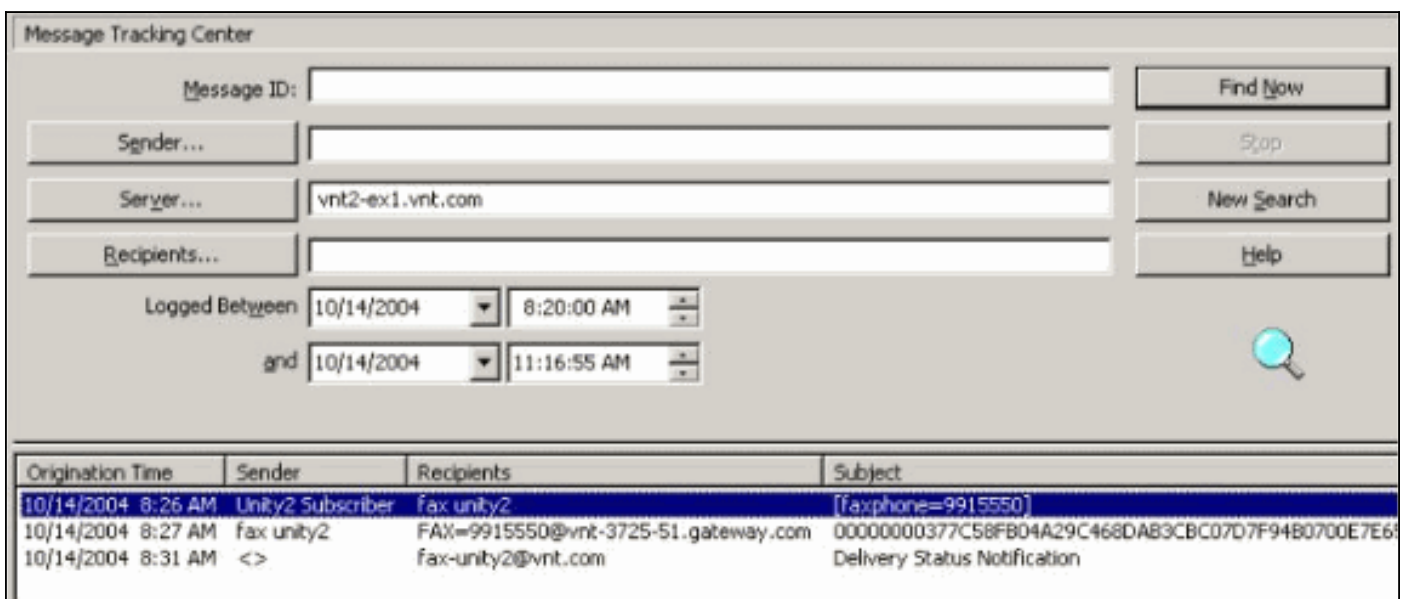 Message Tracking Center
Message ID:
Find Now
Sender...
Stop
Server...
vnt2-ex1.vnt.com
New Search
Recipients...
Help
Logged Between 10/14/2004 8:20:00 AM
and 10/14/2004 11:16:55 AM
Origination Time Sender Recipients Subject
10/14/2004 8:26 AM Unity2 Subscriber fax unity2 [faxphone=9915550]
10/14/2004 8:27 AM fax unity2 FAX=9915550@vnt-3725-51.gateway.com
10/14/2004 8:31 AM <> fax-unity2@vnt.com Delivery Status Notification